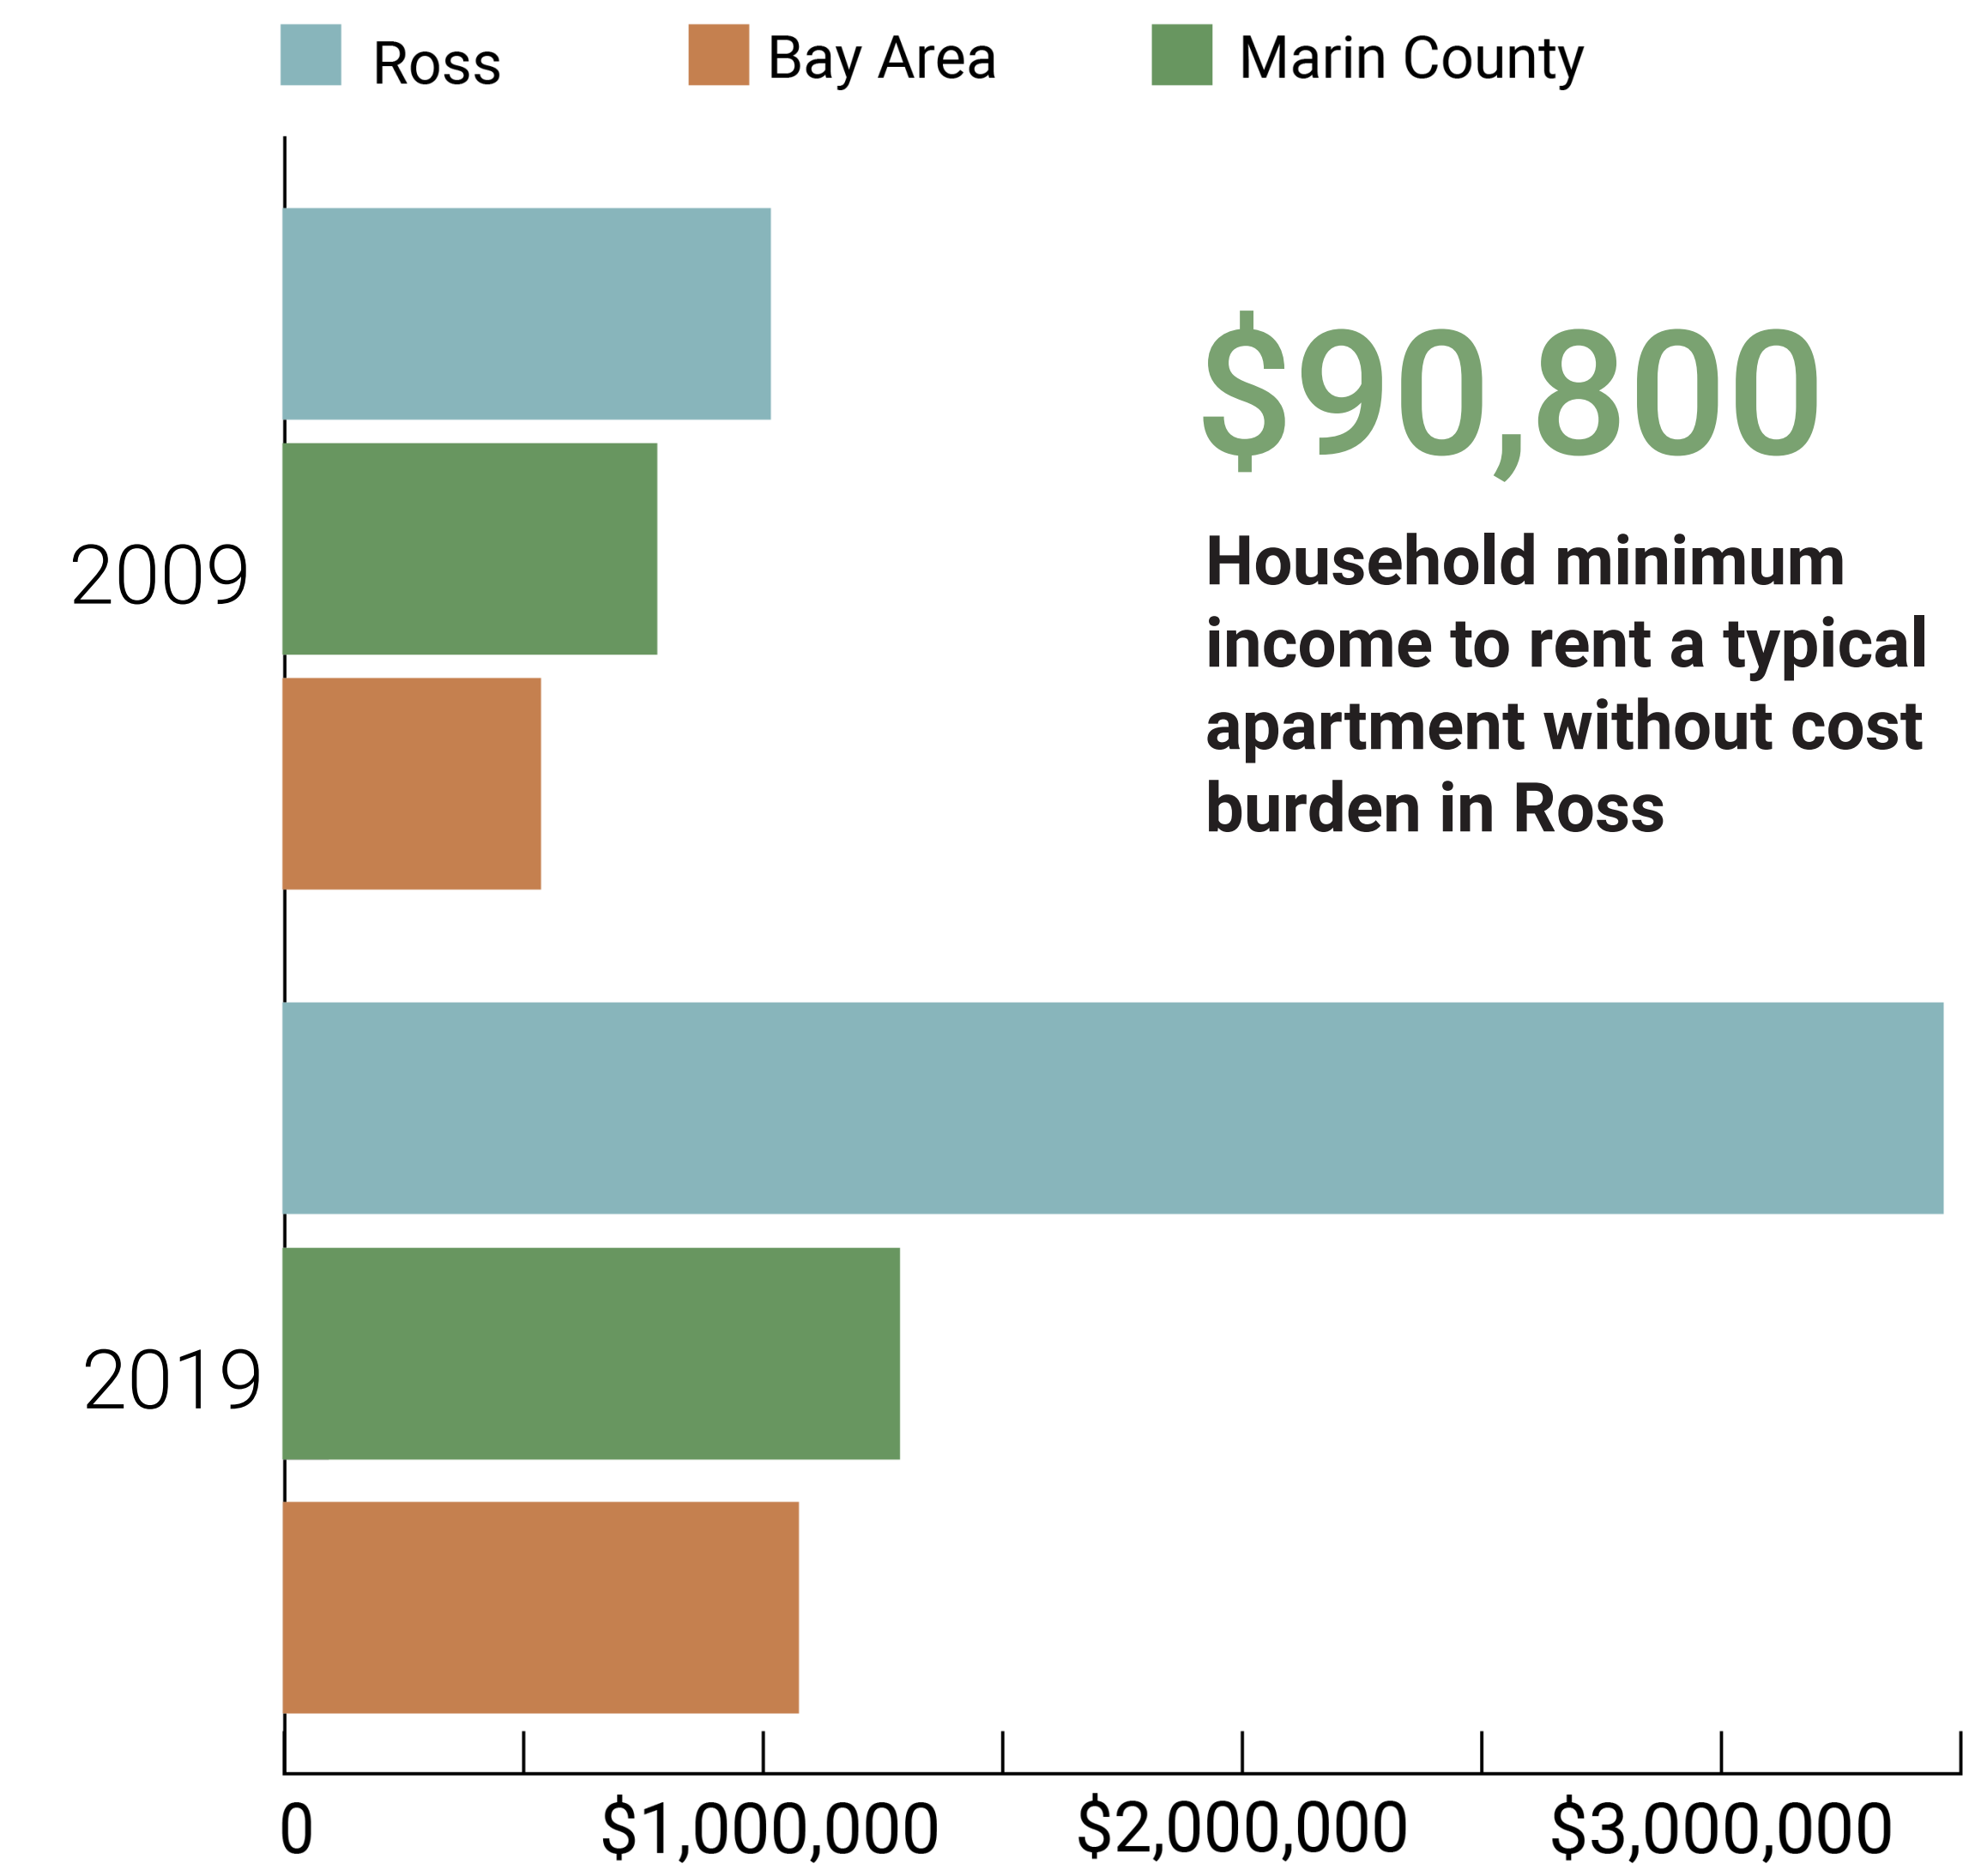 Ross Bay Area Marin County
$90,800
2009
Household minimum
income to rent a typical
apartment without cost
burden in Ross
2019
0 $1,000,000 $2,000,000 $3,000,000